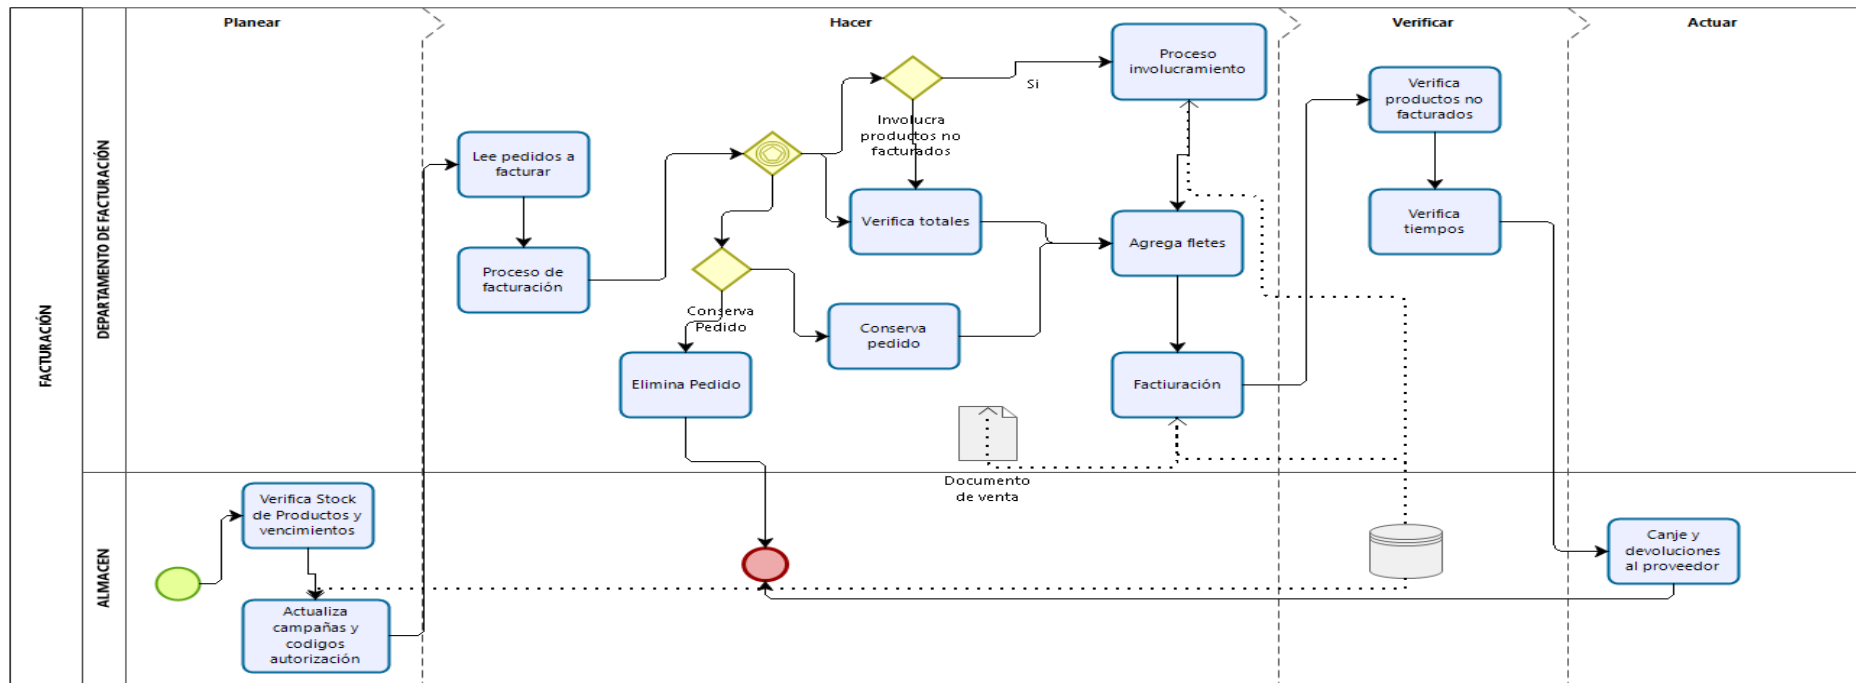 Planear
Hacer
Verificar
Actuar
FACTURACIÓN
DEPARTAMENTO DE FACTURACIÓN
ALMACEN
Lee pedidos a
facturar
Proceso de
facturación
Involucra
productos no
facturados
Si
Proceso
involucramiento
Verifica totales
Agrega fletes
Conserva
Pedido
Conserva
pedido
Elimina Pedido
Factiuración
Documento
de venta
Verifica
productos no
facturados
Verifica
tiempos
Verifica Stock
de Productos y
vencimientos
Actualiza
campañas y
codigos
autorización
Canje y
devoluciones
al proveedor